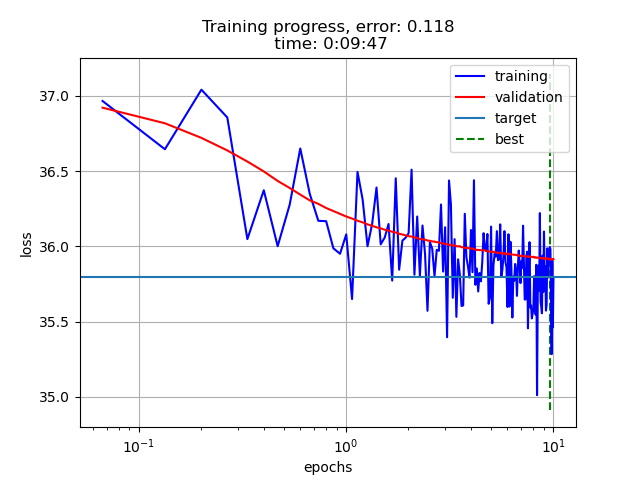 Training progress, error: 0.118
time: 0:09:47
training
validation
target
best
loss
37.0
36.5
36.0
35.5
35.0
10⁻¹
10⁰
10¹
epochs